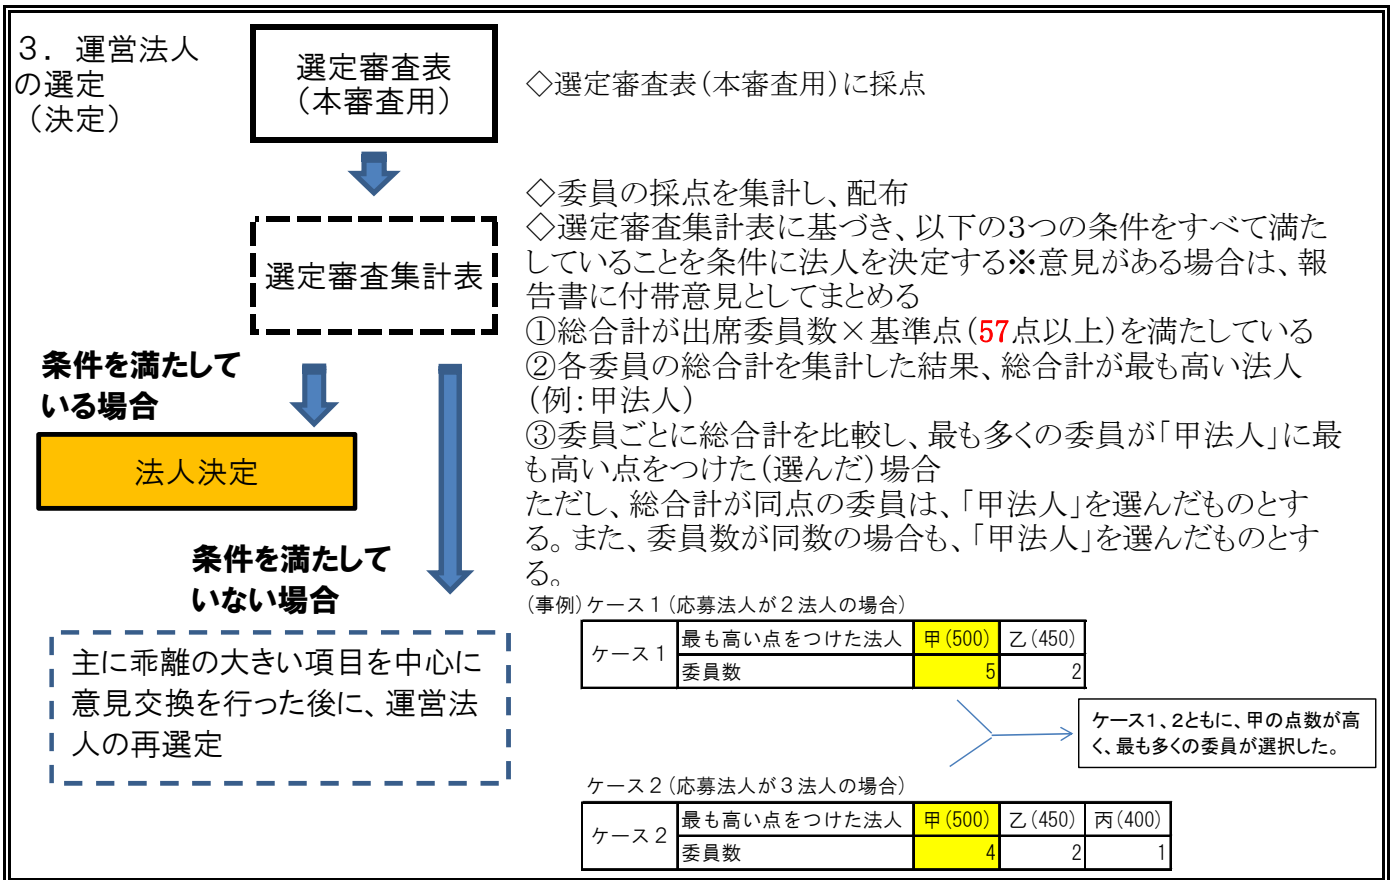 ３．運営法人
の選定
（決定）
選定審査表
（本審査用）
◇選定審査表（本審査用）に採点
◇委員の採点を集計し、配布
◇選定審査集計表に基づき、以下の3つの条件をすべて満た
していることを条件に法人を決定する※意見がある場合は、報
告書に付帯意見としてまとめる
①総合計が出席委員数×基準点（57点以上）を満たしている
②各委員の総合計を集計した結果、総合計が最も高い法人
（例：甲法人）
③委員ごとに総合計を比較し、最も多くの委員が「甲法人」に最
も高い点をつけた（選んだ）場合
ただし、総合計が同点の委員は、「甲法人」を選んだものとす
る。また、委員数が同数の場合も、「甲法人」を選んだものとす
る。
選定審査集計表
条件を満たして
いる場合
法人決定
条件を満たして
いない場合
主に乖離の大きい項目を中心に
意見交換を行った後に、運営法
人の再選定
（事例）ケース１（応募法人が２法人の場合）
ケース１ 最も高い点をつけた法人 甲(500) 乙(450)
委員数 5 2
ケース1、2ともに、甲の点数が高
く、最も多くの委員が選択した。
ケース２（応募法人が３法人の場合）
ケース２ 最も高い点をつけた法人 甲(500) 乙(450) 丙(400)
委員数 4 2 1